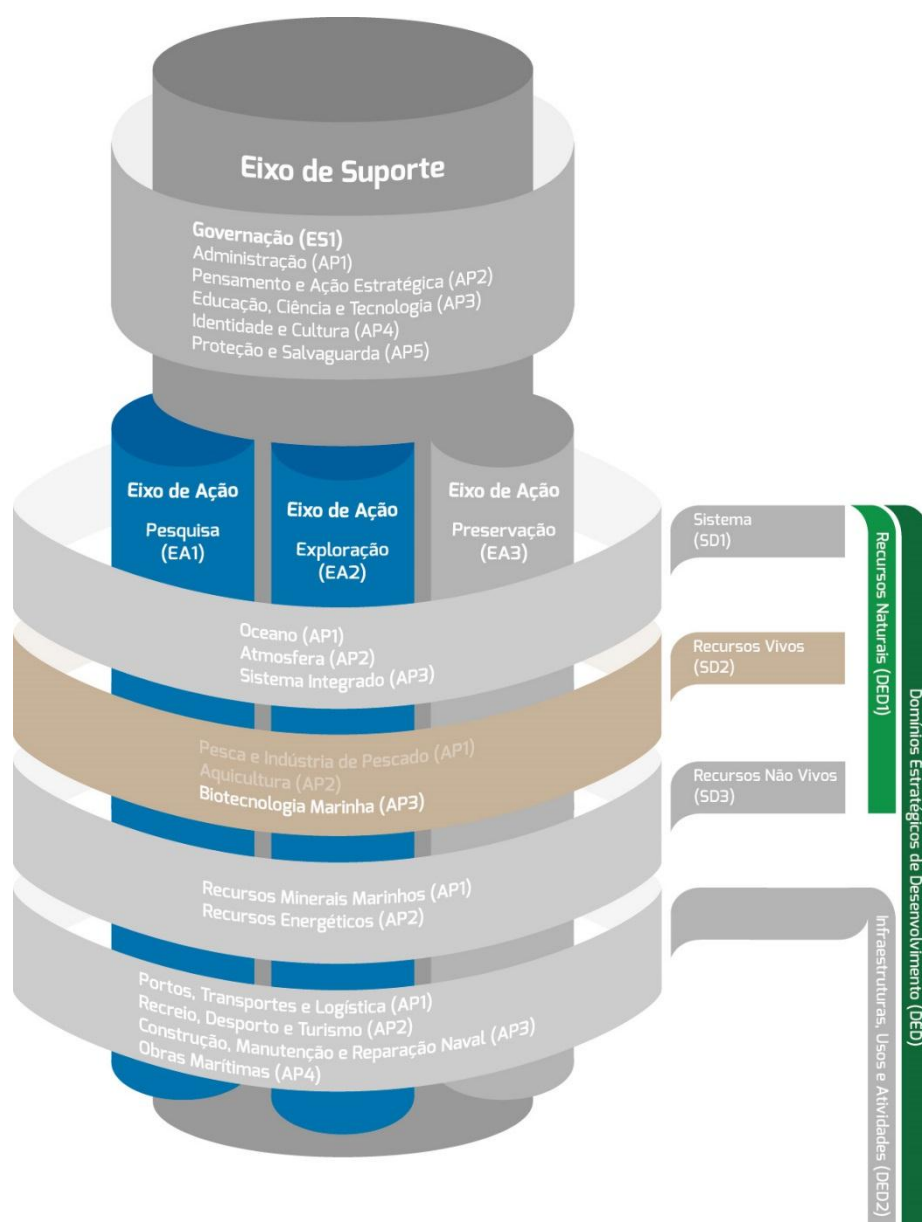 Eixo de Suporte
Governação (ES1)
Administração (AP1)
Pensamento e Ação Estratégica (AP2)
Educação, Ciência e Tecnologia (AP3)
Identidade e Cultura (AP4)
Proteção e Salvaguarda (AP5)
Eixo de Ação
Pesquisa
(EA1)
Eixo de Ação
Exploração
(EA2)
Eixo de Ação
Preservação
(EA3)
Oceano (AP1)
Atmosfera (AP2)
Sistema Integrado (AP3)
Pesca e Indústria de Pescado (AP1)
Aquicultura (AP2)
Biotecnologia Marinha (AP3)
Recursos Minerais Marinhos (AP1)
Recursos Energéticos (AP2)
Portos, Transportes e Logística (AP1)
Recreio, Desporto e Turismo (AP2)
Construção, Manutenção e Reparação Naval (AP3)
Obras Marítimas (AP4)
Sistema
(SD1)
Recursos Vivos
(SD2)
Recursos Não Vivos
(SD3)
Recursos Naturais (DED1)
Infraestruturas, Usos e Atividades (DED2)
Domínios Estratégicos de Desenvolvimento (DED)